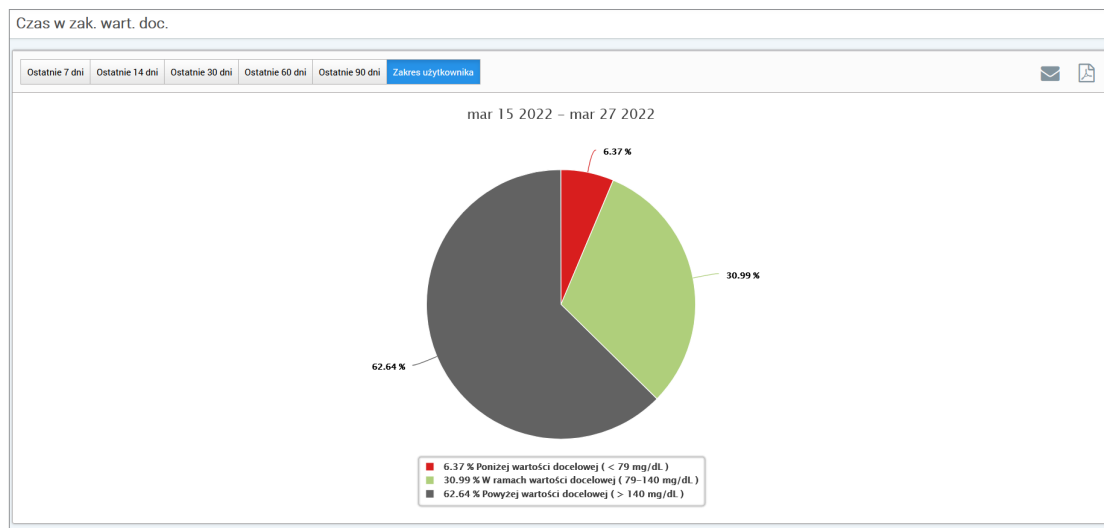 Czas w zak. wart. doc.
Ostatnie 7 dni Ostatnie 14 dni Ostatnie 30 dni Ostatnie 60 dni Ostatnie 90 dni Zakres użytkownika
mar 15 2022 – mar 27 2022
6.37 %
30.99 %
62.64 %
6.37 % Poniżej wartości docelowej ( < 79 mg/dL )
30.99 % W ramach wartości docelowej ( 79–140 mg/dL )
62.64 % Powyżej wartości docelowej ( > 140 mg/dL )